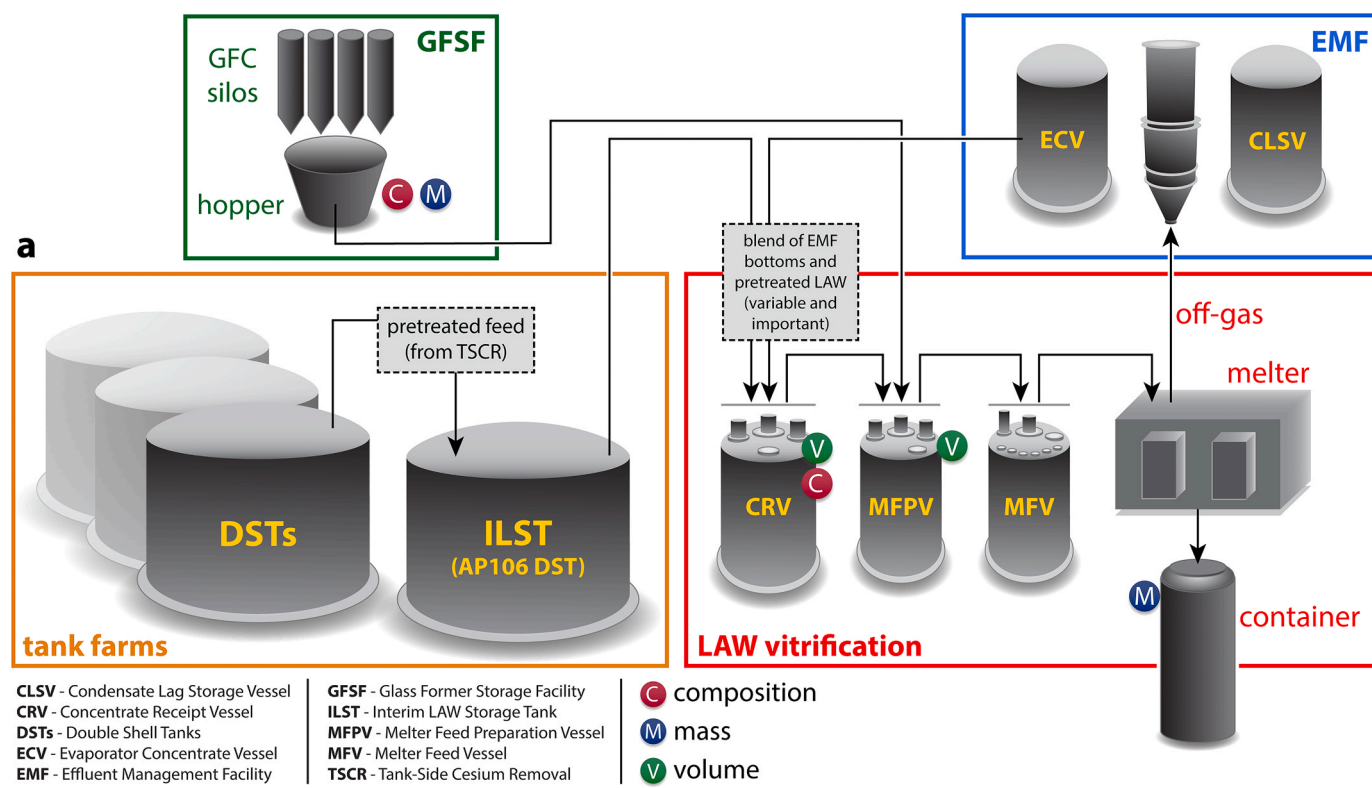 GFSF
GFC
silos
hopper
C
M
EMF
ECV
CLSV
a
blend of EMF
bottoms and
pretreated LAW
(variable and
important)
pretreated feed
(from TSCR)
DSTs
ILST
(AP106 DST)
tank farms
off-gas
melter
V
C
V
CRV
MFPV
MFV
M
container
LAW vitrification
CLSV - Condensate Lag Storage Vessel
CRV - Concentrate Receipt Vessel
DSTs - Double Shell Tanks
ECV - Evaporator Concentrate Vessel
EMF - Effluent Management Facility
GFSF - Glass Former Storage Facility
ILST - Interim LAW Storage Tank
MFPV - Melter Feed Preparation Vessel
MFV - Melter Feed Vessel
TSCR - Tank-Side Cesium Removal
C composition
M mass
V volume